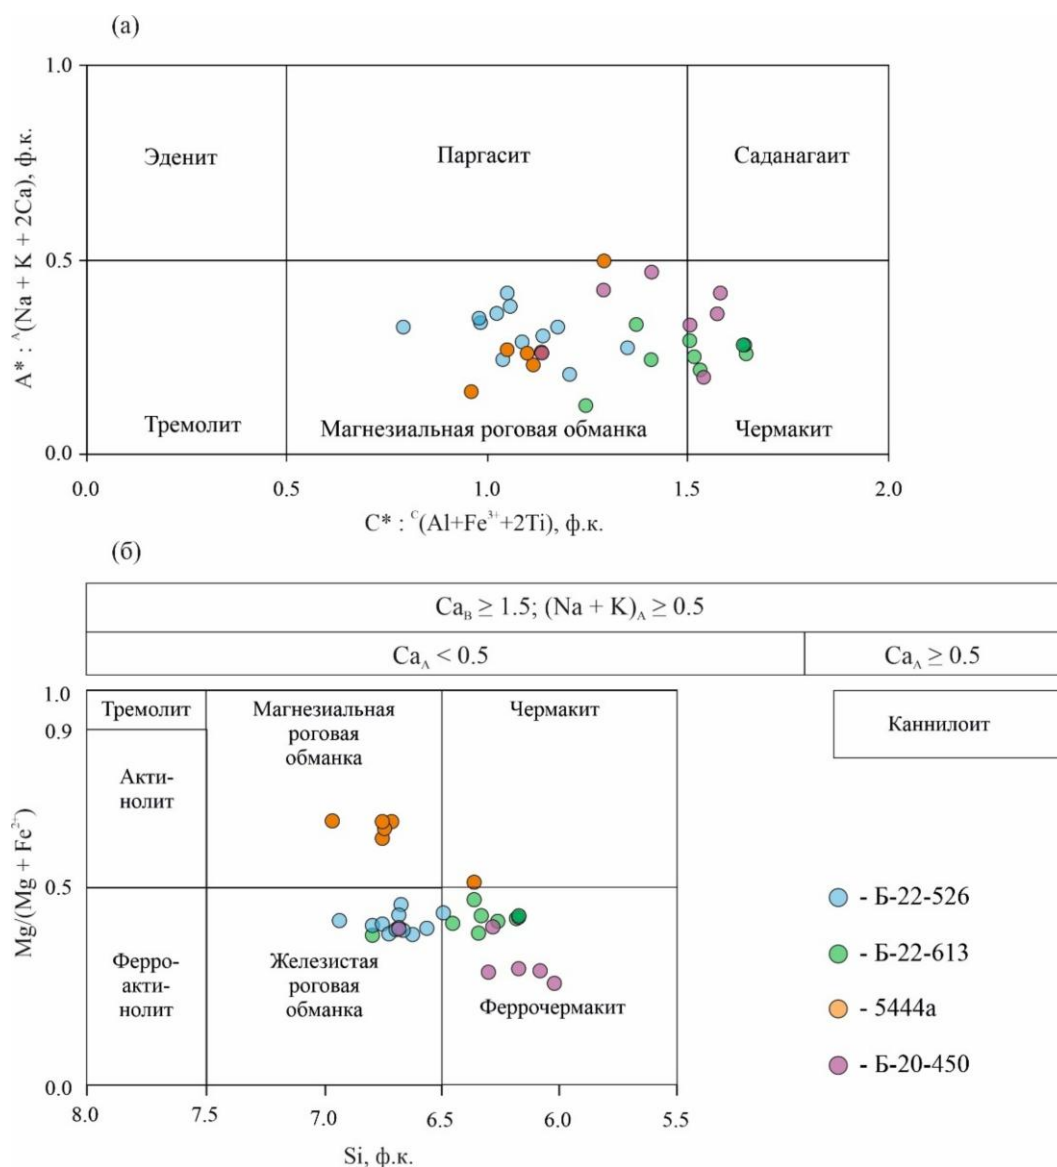 (а)
1.0
Эденит
Паргасит
Саданагаит
0.5
A* : ᴬ(Na + K + 2Ca), ф.к.
Тремолит
Магнезиальная роговая обманка
Чермакит
0.0
0.0
0.5
1.0
1.5
2.0
C* : ᶜ(Al+Fe³⁺+2Ti), ф.к.
(б)
Ca_B ≥ 1.5; (Na + K)_A ≥ 0.5
Ca_A < 0.5
Ca_A ≥ 0.5
1.0
0.9
Тремолит
Магнезиальная
роговая
обманка
Чермакит
Каннилоит
Акти-
нолит
Mg/(Mg + Fe²⁺)
0.5
Ферро-
акти-
нолит
Железистая
роговая
обманка
Феррочермакит
- Б-22-526
- Б-22-613
- 5444а
- Б-20-450
0.0
8.0
7.5
7.0
6.5
6.0
5.5
Si, ф.к.